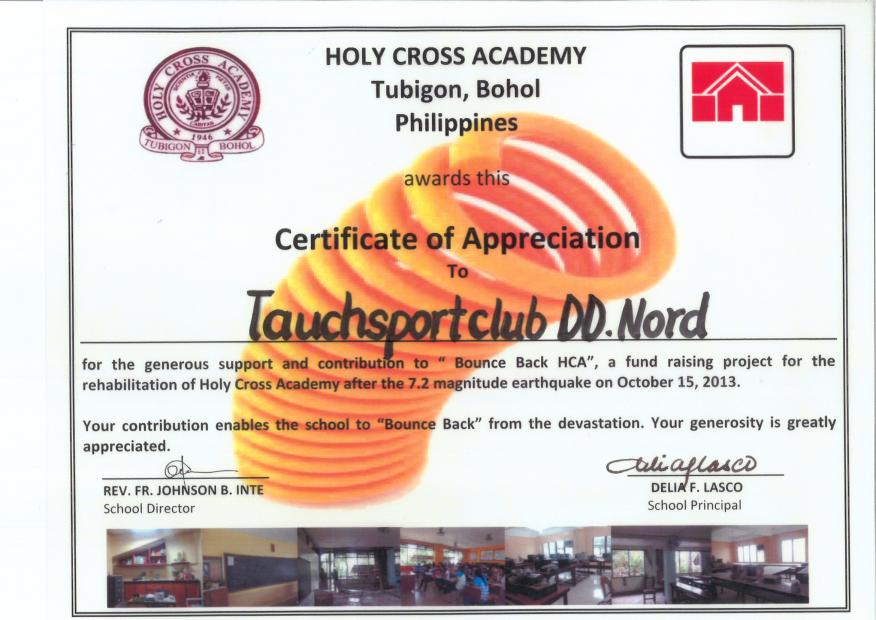 HOLY CROSS ACADEMY
Tubigon, Bohol
Philippines
HOLY CROSS ACADEMY
CARITAS
1946
TUBIGON BOHOL
awards this
Certificate of Appreciation
To
Tauchsportclub DD.Nord
for the generous support and contribution to “ Bounce Back HCA”, a fund raising project for the
rehabilitation of Holy Cross Academy after the 7.2 magnitude earthquake on October 15, 2013.
Your contribution enables the school to “Bounce Back” from the devastation. Your generosity is greatly
appreciated.
REV. FR. JOHNSON B. INTE
School Director
Delia F Lasco
DELIA F. LASCO
School Principal